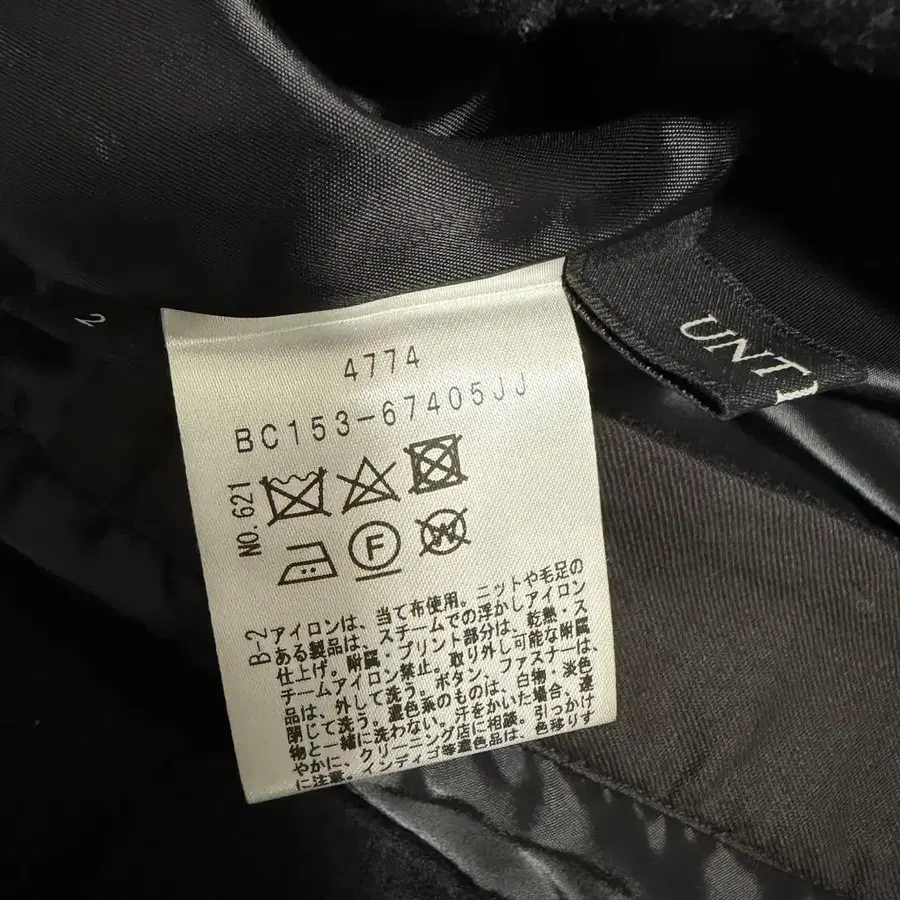 2
UNTI
4774
BC153-67405JJ
NO.621
F
W
B-2
アイロンは、当て布使用。ニットや毛足の
ある製品は、スチームでの浮かしアイロン
仕上げ。附属・プリント部分は、乾熱・ス
チームアイロン禁止。取り外し可能な附属
品は、外して洗う。ボタン、ファスナーは、
閉じて洗う。濃色系のものは、白物、淡色
物と一緒に洗わない。汗をかいた場合、速
やかに、クリーニング店に相談。引っかけ
に注意。インディゴ等濃色品は、色移りす